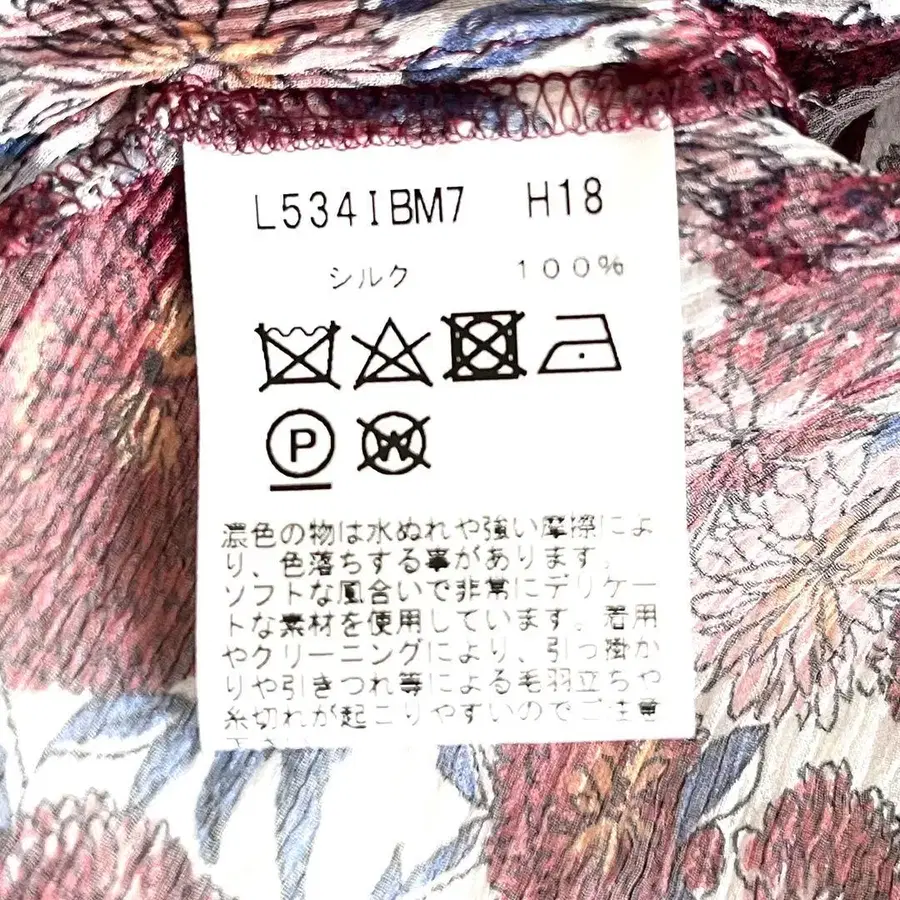 L534IBM7 H18
シルク 100%
P
W
濃色の物は水ぬれや強い摩擦によ
り、色落ちする事があります。
ソフトな風合いで非常にデリケー
トな素材を使用しています。着用
やクリーニングにより、引っ掛か
りや引きつれ等による毛羽立ちや
糸切れが起こりやすいのでご注意